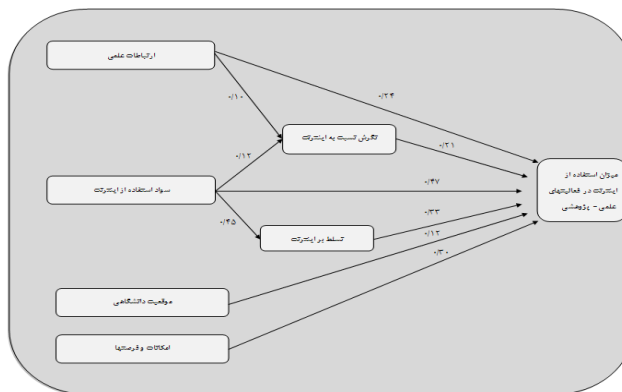 ارتباطات علمی
۰/۲۴
۰/۱۰
نگرش نسبت به اینترنت
۰/۲۱
۰/۱۲
میزان استفاده از
اینترنت در فعالیتهای
علمی - پژوهشی
سواد استفاده از اینترنت
۰/۴۷
۰/۴۵
۰/۳۳
تسلط بر اینترنت
۰/۱۲
۰/۳۰
موقعیت دانشگاهی
امکانات و فرصتها